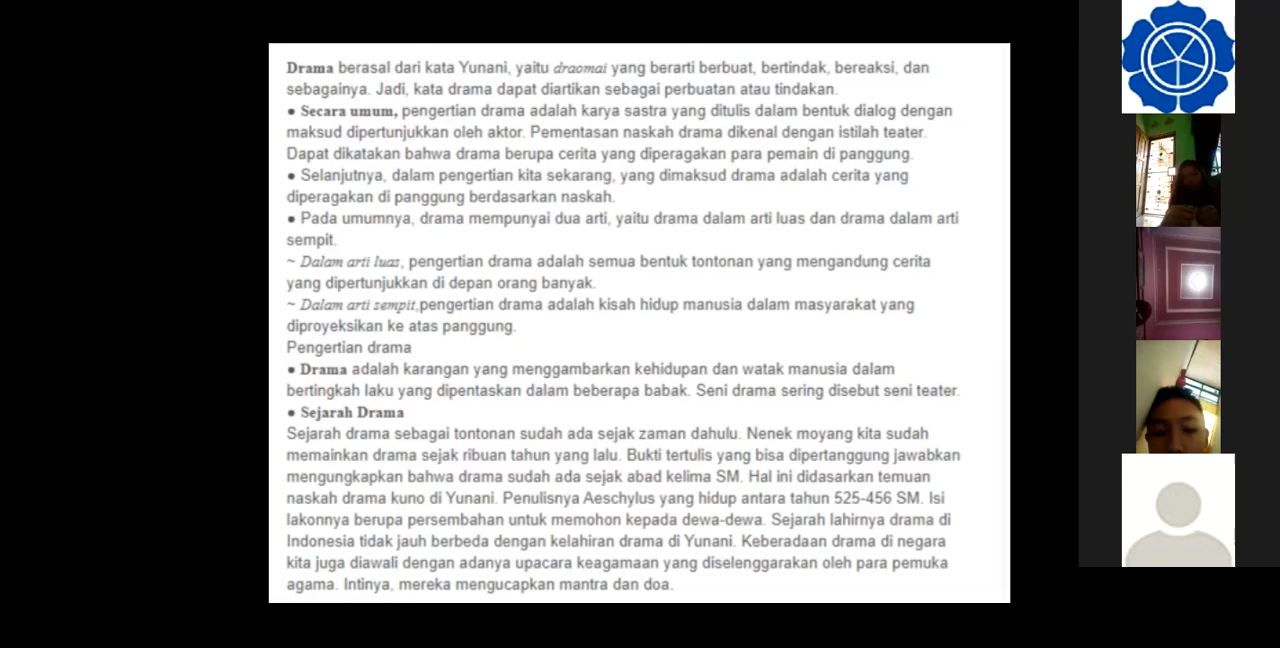 Drama berasal dari kata Yunani, yaitu draomai yang berarti berbuat, bertindak, bereaksi, dan
sebagainya. Jadi, kata drama dapat diartikan sebagai perbuatan atau tindakan.
● Secara umum, pengertian drama adalah karya sastra yang ditulis dalam bentuk dialog dengan
maksud dipertunjukkan oleh aktor. Pementasan naskah drama dikenal dengan istilah teater.
Dapat dikatakan bahwa drama berupa cerita yang diperagakan para pemain di panggung.
● Selanjutnya, dalam pengertian kita sekarang, yang dimaksud drama adalah cerita yang
diperagakan di panggung berdasarkan naskah.
● Pada umumnya, drama mempunyai dua arti, yaitu drama dalam arti luas dan drama dalam arti
sempit.
~ Dalam arti luas, pengertian drama adalah semua bentuk tontonan yang mengandung cerita
yang dipertunjukkan di depan orang banyak.
~ Dalam arti sempit,pengertian drama adalah kisah hidup manusia dalam masyarakat yang
diproyeksikan ke atas panggung.
Pengertian drama
● Drama adalah karangan yang menggambarkan kehidupan dan watak manusia dalam
bertingkah laku yang dipentaskan dalam beberapa babak. Seni drama sering disebut seni teater.
● Sejarah Drama
Sejarah drama sebagai tontonan sudah ada sejak zaman dahulu. Nenek moyang kita sudah
memainkan drama sejak ribuan tahun yang lalu. Bukti tertulis yang bisa dipertanggung jawabkan
mengungkapkan bahwa drama sudah ada sejak abad kelima SM. Hal ini didasarkan temuan
naskah drama kuno di Yunani. Penulisnya Aeschylus yang hidup antara tahun 525-456 SM. Isi
lakonnya berupa persembahan untuk memohon kepada dewa-dewa. Sejarah lahirnya drama di
Indonesia tidak jauh berbeda dengan kelahiran drama di Yunani. Keberadaan drama di negara
kita juga diawali dengan adanya upacara keagamaan yang diselenggarakan oleh para pemuka
agama. Intinya, mereka mengucapkan mantra dan doa.